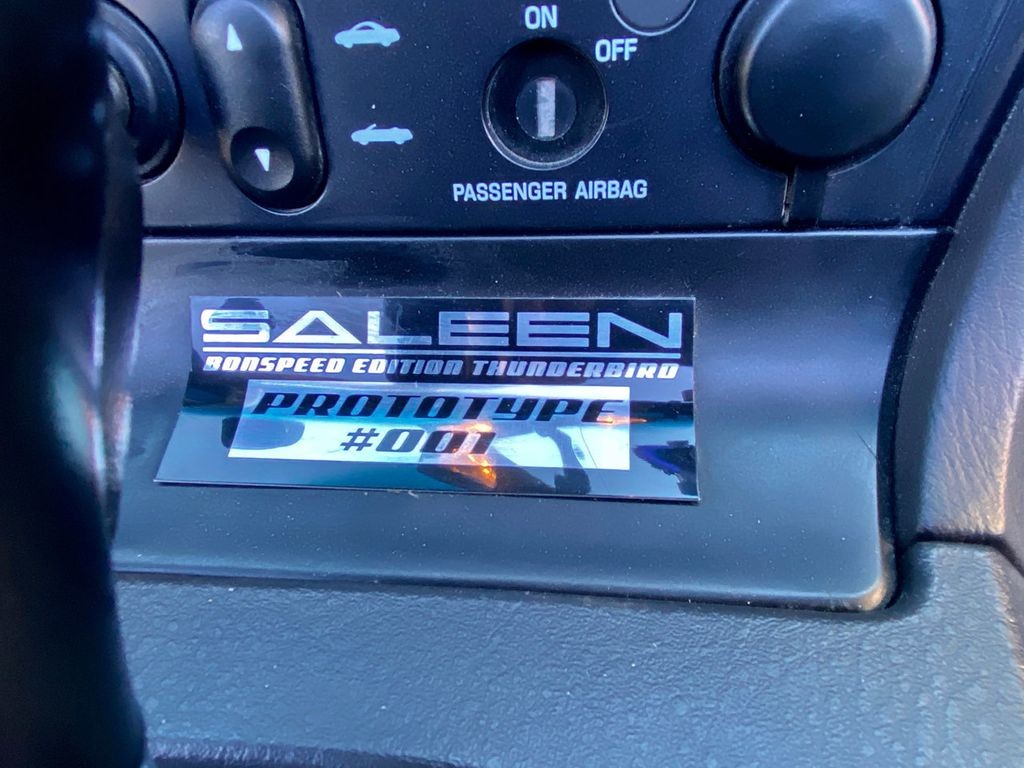 ON
OFF
PASSENGER AIRBAG
SALEEN
BONSPEED EDITION THUNDERBIRD
PROTOTYPE
#001